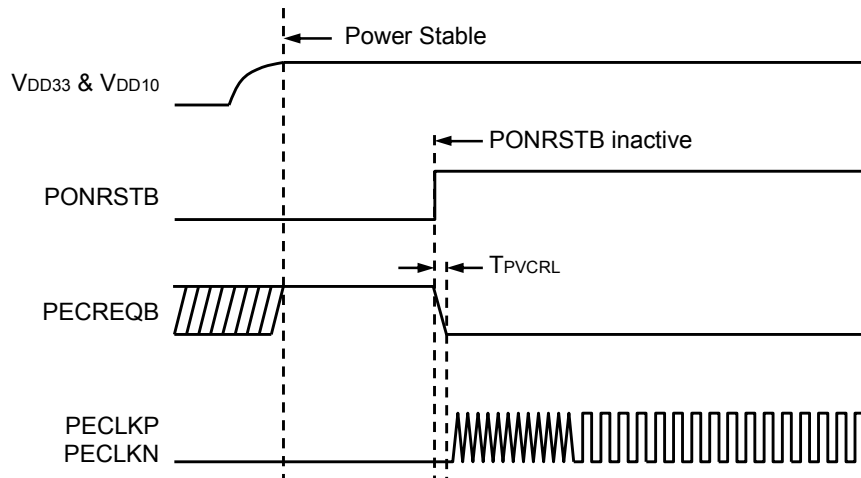 Power Stable
VDD33 & VDD10
PONRSTB inactive
PONRSTB
TPVCRL
PECREQB
PECLKP
PECLKN